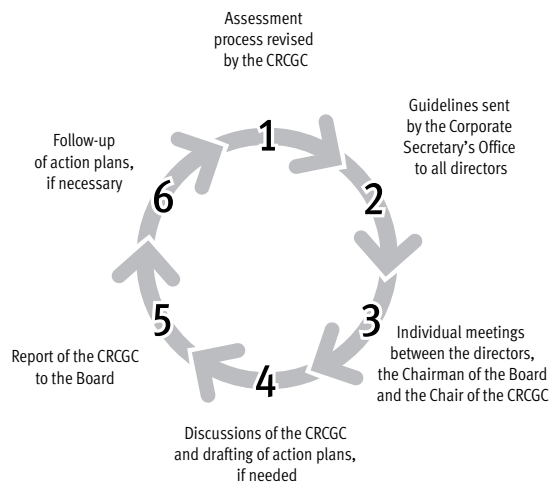 Assessment
process revised
by the CRCGC
1
Guidelines sent
by the Corporate
Secretary's Office
to all directors
2
3
Individual meetings
between the directors,
the Chairman of the Board
and the Chair of the CRCGC
4
Discussions of the CRCGC
and drafting of action plans,
if needed
5
Report of the CRCGC
to the Board
6
Follow-up
of action plans,
if necessary